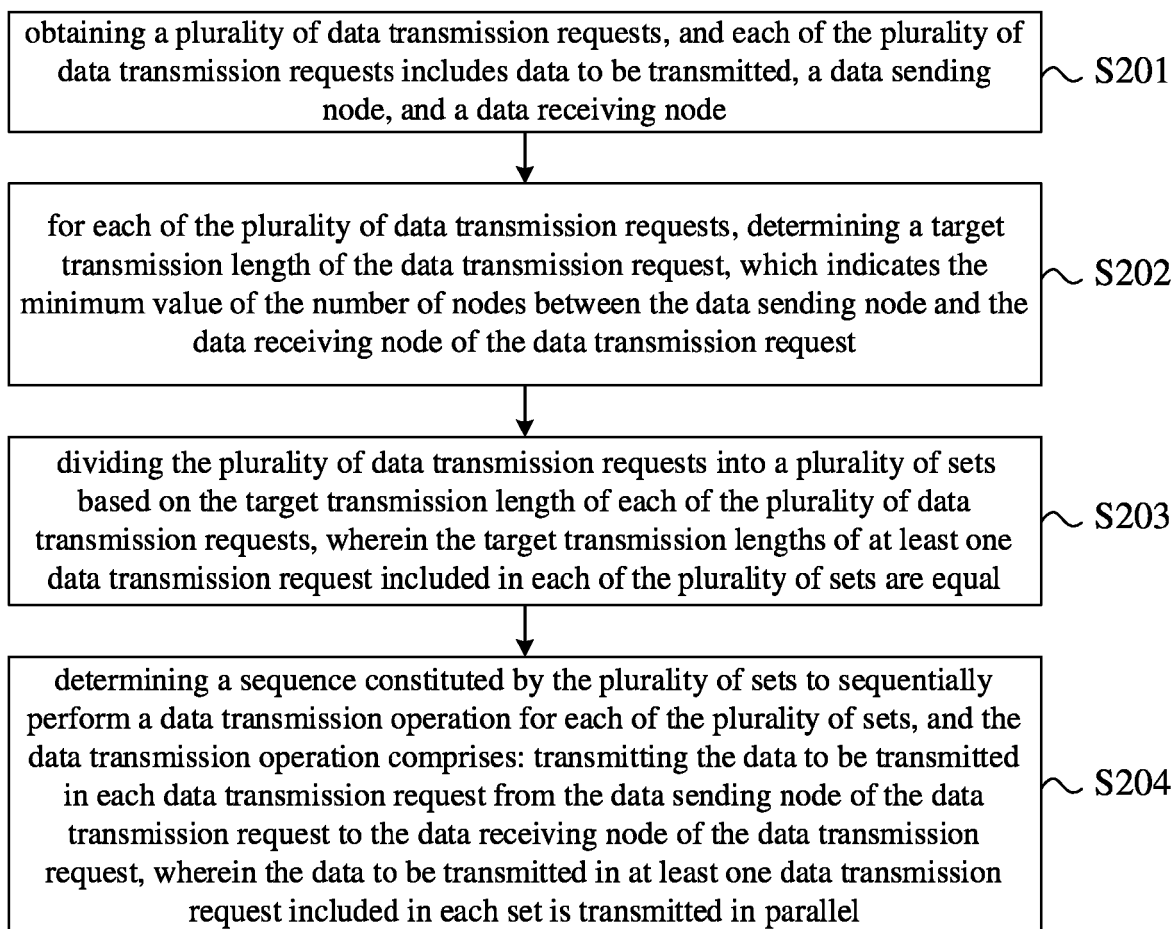 obtaining a plurality of data transmission requests, and each of the plurality of
data transmission requests includes data to be transmitted, a data sending
node, and a data receiving node
S201
for each of the plurality of data transmission requests, determining a target
transmission length of the data transmission request, which indicates the
minimum value of the number of nodes between the data sending node and the
data receiving node of the data transmission request
S202
dividing the plurality of data transmission requests into a plurality of sets
based on the target transmission length of each of the plurality of data
transmission requests, wherein the target transmission lengths of at least one
data transmission request included in each of the plurality of sets are equal
S203
determining a sequence constituted by the plurality of sets to sequentially
perform a data transmission operation for each of the plurality of sets, and the
data transmission operation comprises: transmitting the data to be transmitted
in each data transmission request from the data sending node of the data
transmission request to the data receiving node of the data transmission
request, wherein the data to be transmitted in at least one data transmission
request included in each set is transmitted in parallel
S204